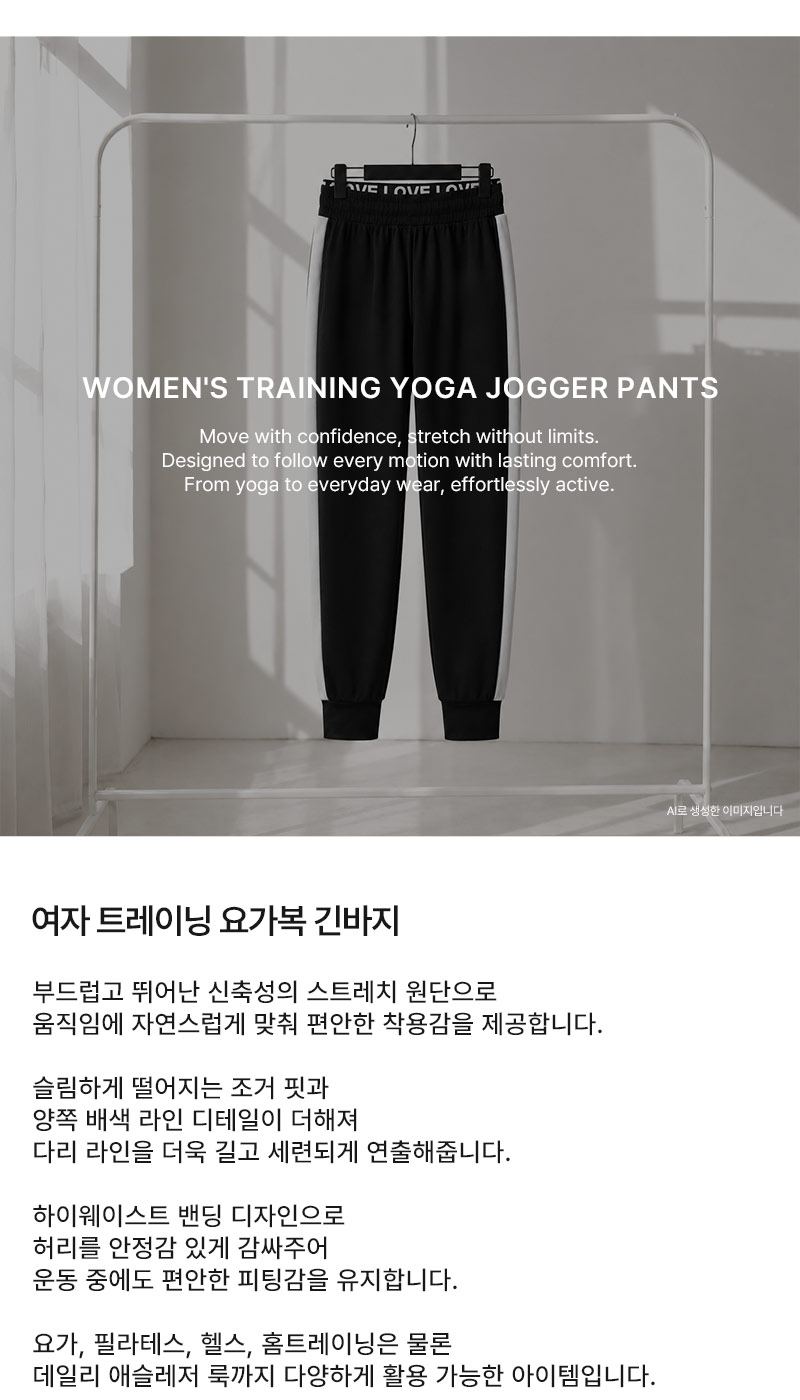 LOVE LOVE
WOMEN'S TRAINING YOGA JOGGER PANTS
Move with confidence, stretch without limits.
Designed to follow every motion with lasting comfort.
From yoga to everyday wear, effortlessly active.
AI로 생성한 이미지입니다
여자 트레이닝 요가복 긴바지
부드럽고 뛰어난 신축성의 스트레치 원단으로
움직임에 자연스럽게 맞춰 편안한 착용감을 제공합니다.
슬림하게 떨어지는 조거 핏과
양쪽 배색 라인 디테일이 더해져
다리 라인을 더욱 길고 세련되게 연출해줍니다.
하이웨이스트 밴딩 디자인으로
허리를 안정감 있게 감싸주어
운동 중에도 편안한 피팅감을 유지합니다.
요가, 필라테스, 헬스, 홈트레이닝은 물론
데일리 애슬레저 룩까지 다양하게 활용 가능한 아이템입니다.